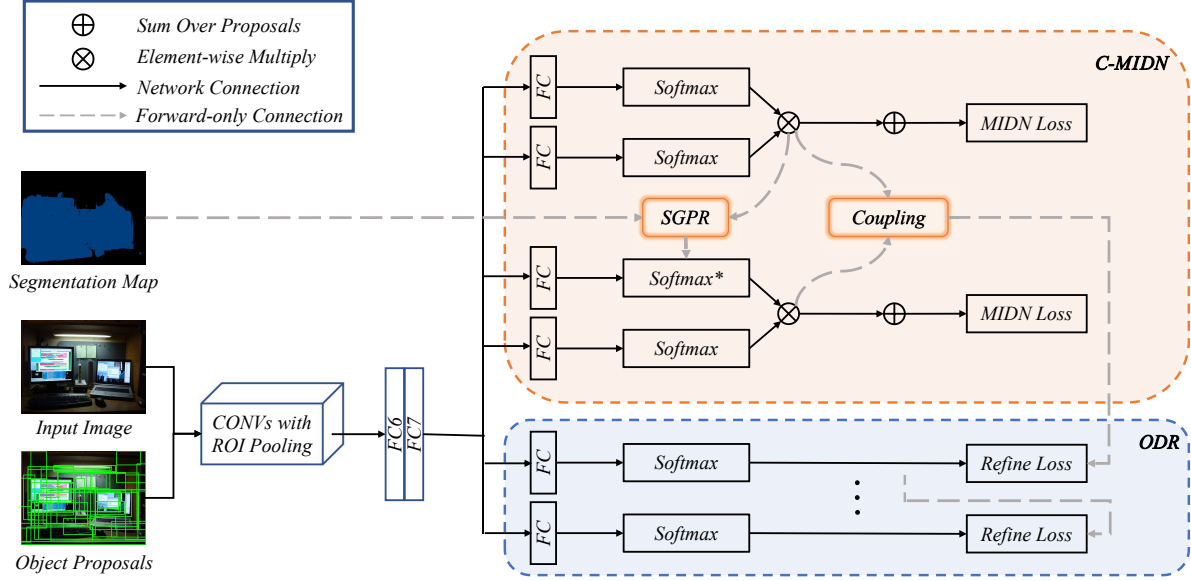 Sum Over Proposals
Element-wise Multiply
Network Connection
Forward-only Connection
Segmentation Map
Input Image
Object Proposals
CONVs with
ROI Pooling
FC6
FC7
C-MIDN
FC
Softmax
MIDN Loss
FC
Softmax
SGPR
Coupling
FC
Softmax*
MIDN Loss
FC
Softmax
ODR
FC
Softmax
Refine Loss
FC
Softmax
Refine Loss